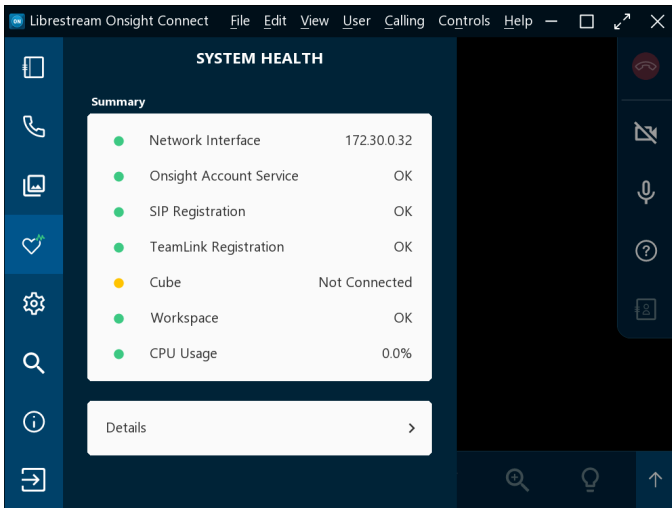 ON Librestream Onsight Connect File Edit View User Calling Controls Help
SYSTEM HEALTH
Summary
Network Interface 172.30.0.32
Onsight Account Service OK
SIP Registration OK
TeamLink Registration OK
Cube Not Connected
Workspace OK
CPU Usage 0.0%
Details